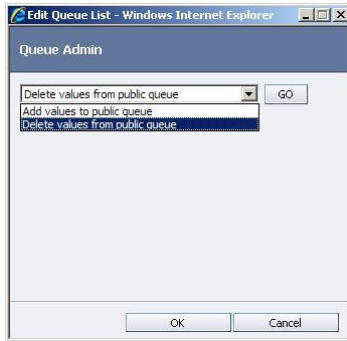 Edit Queue List - Windows Internet Explorer
Queue Admin
Delete values from public queue
GO
Add values to public queue
Delete values from public queue
OK
Cancel